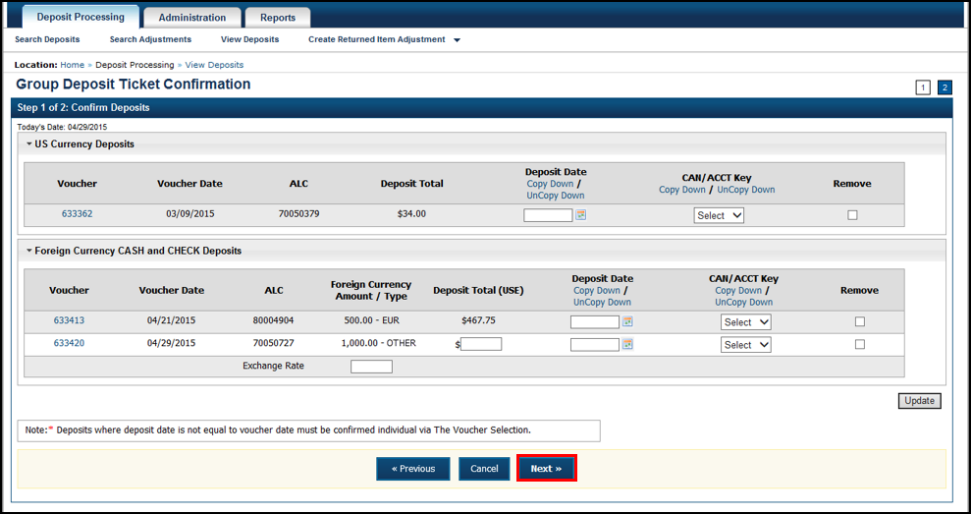 Deposit Processing Administration Reports
Search Deposits Search Adjustments View Deposits Create Returned Item Adjustment
Location: Home » Deposit Processing » View Deposits
Group Deposit Ticket Confirmation 1 2
Step 1 of 2: Confirm Deposits
Today's Date: 04/29/2015
US Currency Deposits
Voucher Voucher Date ALC Deposit Total Deposit Date Copy Down / UnCopy Down CAN/ACCT Key Copy Down / UnCopy Down Remove
633362 03/09/2015 70050379 $34.00 Select
Foreign Currency CASH and CHECK Deposits
Voucher Voucher Date ALC Foreign Currency Amount / Type Deposit Total (USE) Deposit Date Copy Down / UnCopy Down CAN/ACCT Key Copy Down / UnCopy Down Remove
633413 04/21/2015 80004904 500.00 - EUR $467.75 Select
633420 04/29/2015 70050727 1,000.00 - OTHER $ Select
Exchange Rate
Update
Note:* Deposits where deposit date is not equal to voucher date must be confirmed individual via The Voucher Selection.
« Previous Cancel Next »